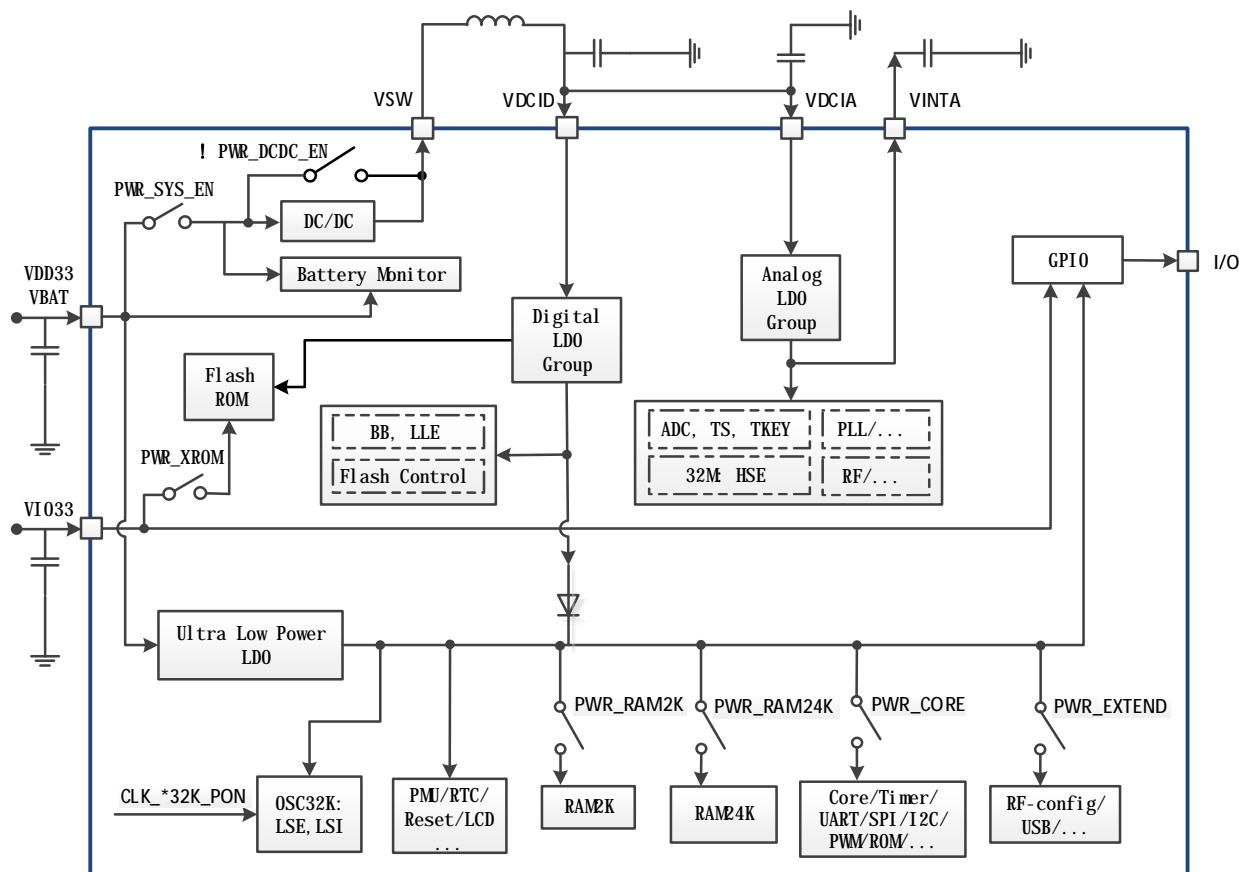 VSW
VDCID
VDCIA
VINTA
! PWR_DCDC_EN
PWR_SYS_EN
DC/DC
VDD33
VBAT
Battery Monitor
GPIO
I/O
Analog
LDO
Group
Digital
LDO
Group
Flash
ROM
BB, LLE
Flash Control
ADC, TS, TKEY
PLL/...
32M: HSE
RF/...
PWR_XROM
VIO33
Ultra Low Power
LDO
PWR_RAM2K
PWR_RAM24K
PWR_CORE
PWR_EXTEND
CLK_*32K_PON
OSC32K:
LSE, LSI
PMU/RTC/
Reset/LCD
...
RAM2K
RAM24K
Core/Timer/
UART/SPI/I2C/
PWM/ROM/...
RF-config/
USB/...